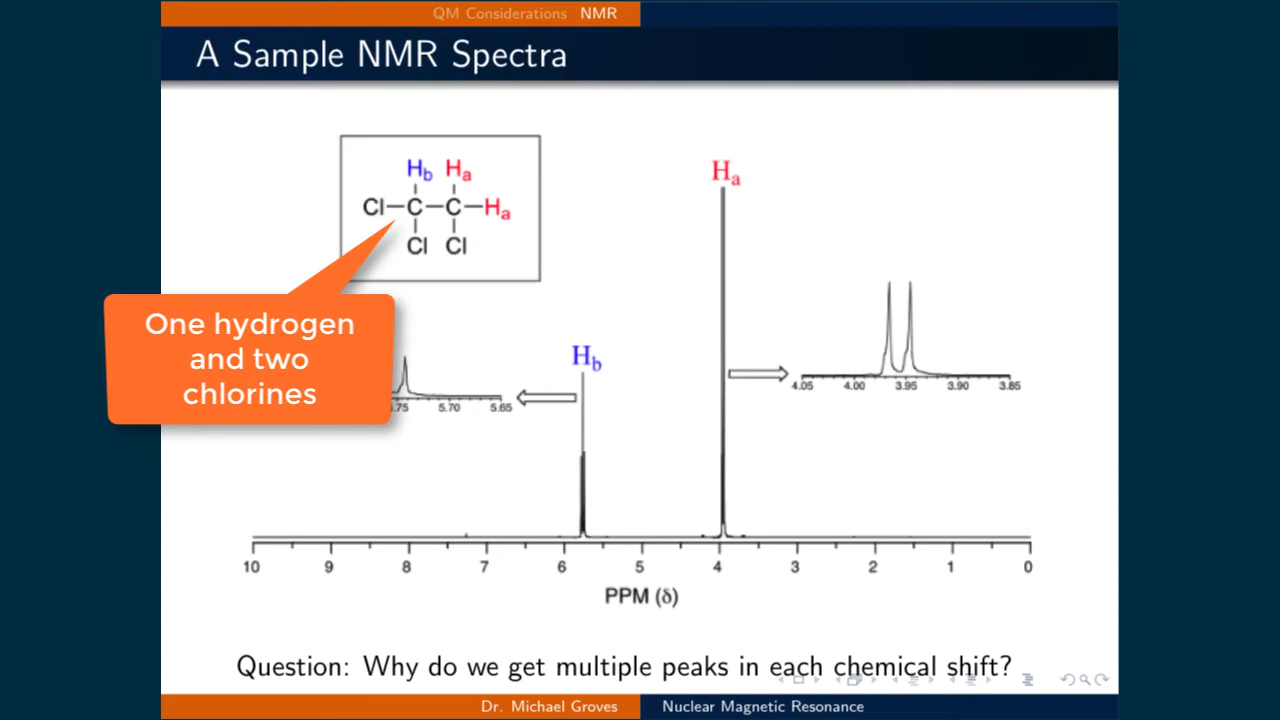 QM Considerations NMR
A Sample NMR Spectra
Hb Ha
Cl C C Ha
Cl Cl
Ha
One hydrogen
and two
chlorines
Hb
5.70 5.65
4.05 4.00 3.95 3.90 3.85
10 9 8 7 6 5 4 3 2 1 0
PPM (δ)
Question: Why do we get multiple peaks in each chemical shift?
Dr. Michael Groves Nuclear Magnetic Resonance